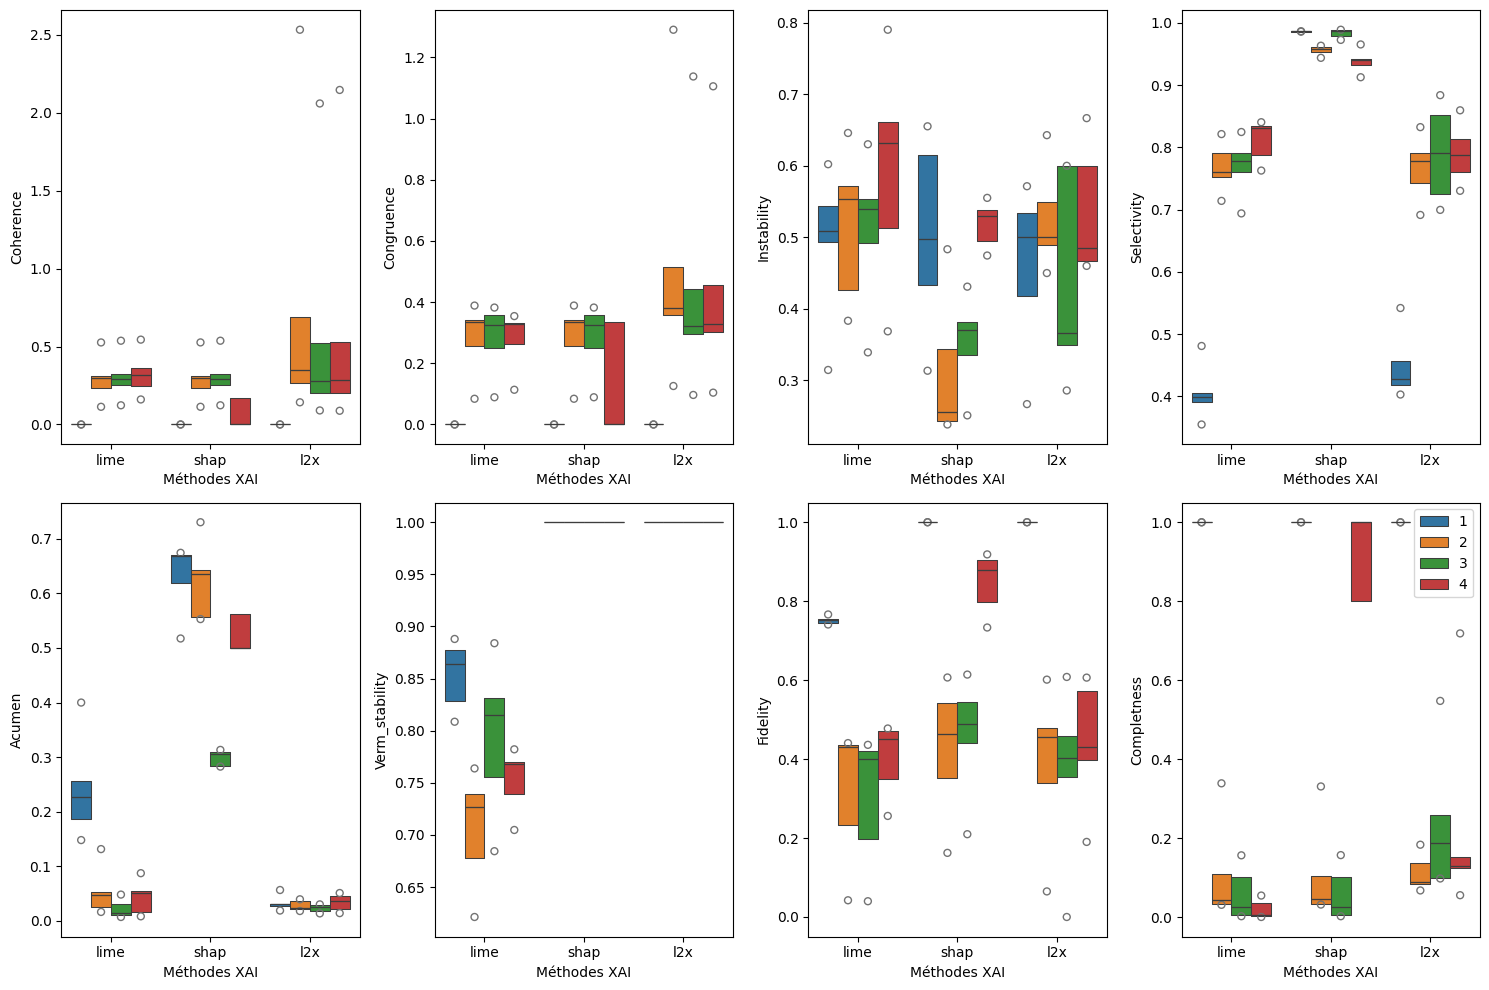 Coherence
2.5
2.0
1.5
1.0
0.5
0.0
lime shap l2x
Méthodes XAI
Congruence
1.2
1.0
0.8
0.6
0.4
0.2
0.0
lime shap l2x
Méthodes XAI
Instability
0.8
0.7
0.6
0.5
0.4
0.3
lime shap l2x
Méthodes XAI
Selectivity
1.0
0.9
0.8
0.7
0.6
0.5
0.4
lime shap l2x
Méthodes XAI
Acumen
0.7
0.6
0.5
0.4
0.3
0.2
0.1
0.0
lime shap l2x
Méthodes XAI
Verm_stability
1.00
0.95
0.90
0.85
0.80
0.75
0.70
0.65
lime shap l2x
Méthodes XAI
Fidelity
1.0
0.8
0.6
0.4
0.2
0.0
lime shap l2x
Méthodes XAI
Completness
1.0
0.8
0.6
0.4
0.2
0.0
lime shap l2x
Méthodes XAI
1
2
3
4